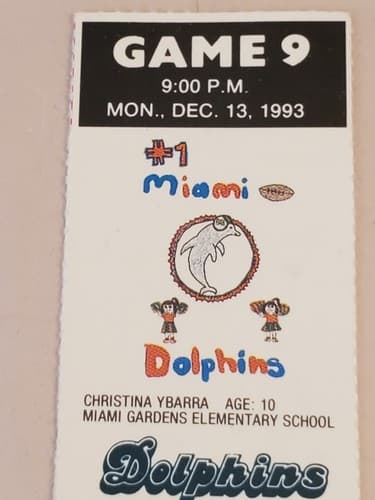 GAME 9
9:00 P.M.
MON., DEC. 13, 1993
#1
Miami
Dolphins
CHRISTINA YBARRA AGE: 10
MIAMI GARDENS ELEMENTARY SCHOOL
Dolphins